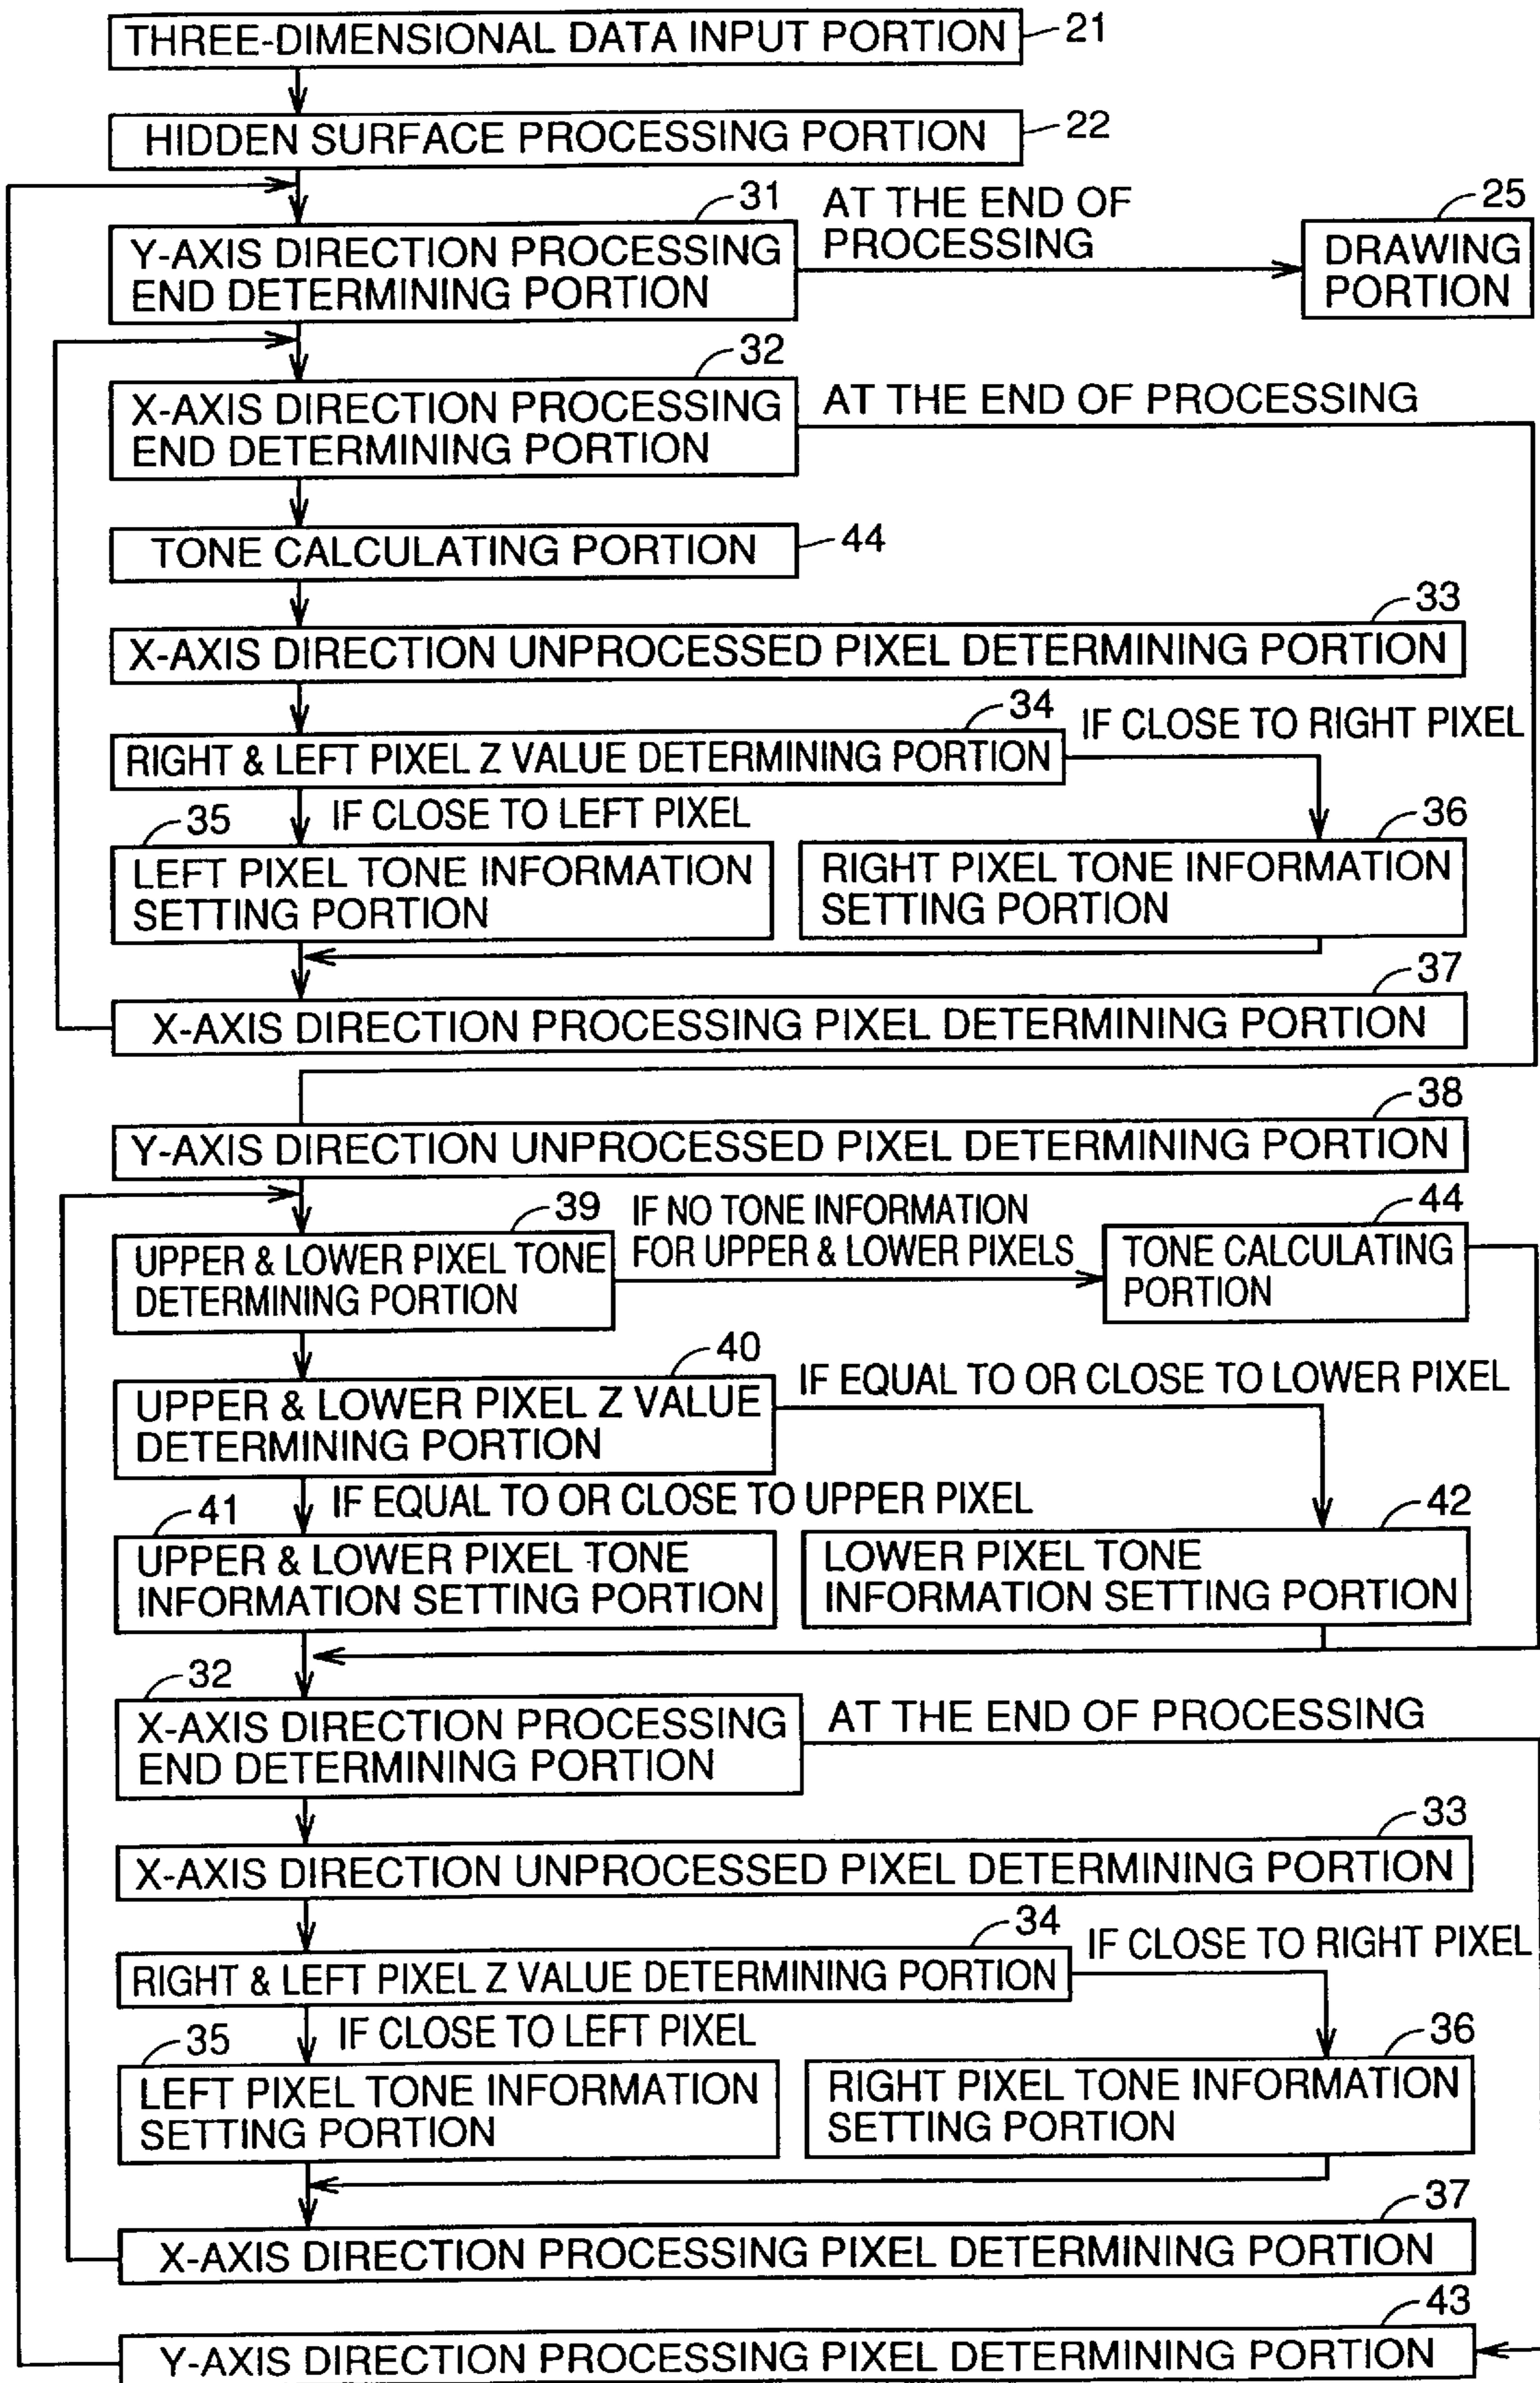 THREE-DIMENSIONAL DATA INPUT PORTION 21
HIDDEN SURFACE PROCESSING PORTION 22
31
AT THE END OF
PROCESSING
25
Y-AXIS DIRECTION PROCESSING
END DETERMINING PORTION
DRAWING
PORTION
32
X-AXIS DIRECTION PROCESSING
END DETERMINING PORTION
AT THE END OF PROCESSING
TONE CALCULATING PORTION 44
33
X-AXIS DIRECTION UNPROCESSED PIXEL DETERMINING PORTION
34
IF CLOSE TO RIGHT PIXEL
RIGHT & LEFT PIXEL Z VALUE DETERMINING PORTION
35
IF CLOSE TO LEFT PIXEL
36
LEFT PIXEL TONE INFORMATION
SETTING PORTION
RIGHT PIXEL TONE INFORMATION
SETTING PORTION
37
X-AXIS DIRECTION PROCESSING PIXEL DETERMINING PORTION
38
Y-AXIS DIRECTION UNPROCESSED PIXEL DETERMINING PORTION
39
IF NO TONE INFORMATION
FOR UPPER & LOWER PIXELS
44
UPPER & LOWER PIXEL TONE
DETERMINING PORTION
TONE CALCULATING
PORTION
40
IF EQUAL TO OR CLOSE TO LOWER PIXEL
UPPER & LOWER PIXEL Z VALUE
DETERMINING PORTION
41
IF EQUAL TO OR CLOSE TO UPPER PIXEL
42
UPPER & LOWER PIXEL TONE
INFORMATION SETTING PORTION
LOWER PIXEL TONE
INFORMATION SETTING PORTION
32
X-AXIS DIRECTION PROCESSING
END DETERMINING PORTION
AT THE END OF PROCESSING
33
X-AXIS DIRECTION UNPROCESSED PIXEL DETERMINING PORTION
34
IF CLOSE TO RIGHT PIXEL
RIGHT & LEFT PIXEL Z VALUE DETERMINING PORTION
35
IF CLOSE TO LEFT PIXEL
36
LEFT PIXEL TONE INFORMATION
SETTING PORTION
RIGHT PIXEL TONE INFORMATION
SETTING PORTION
37
X-AXIS DIRECTION PROCESSING PIXEL DETERMINING PORTION
43
Y-AXIS DIRECTION PROCESSING PIXEL DETERMINING PORTION